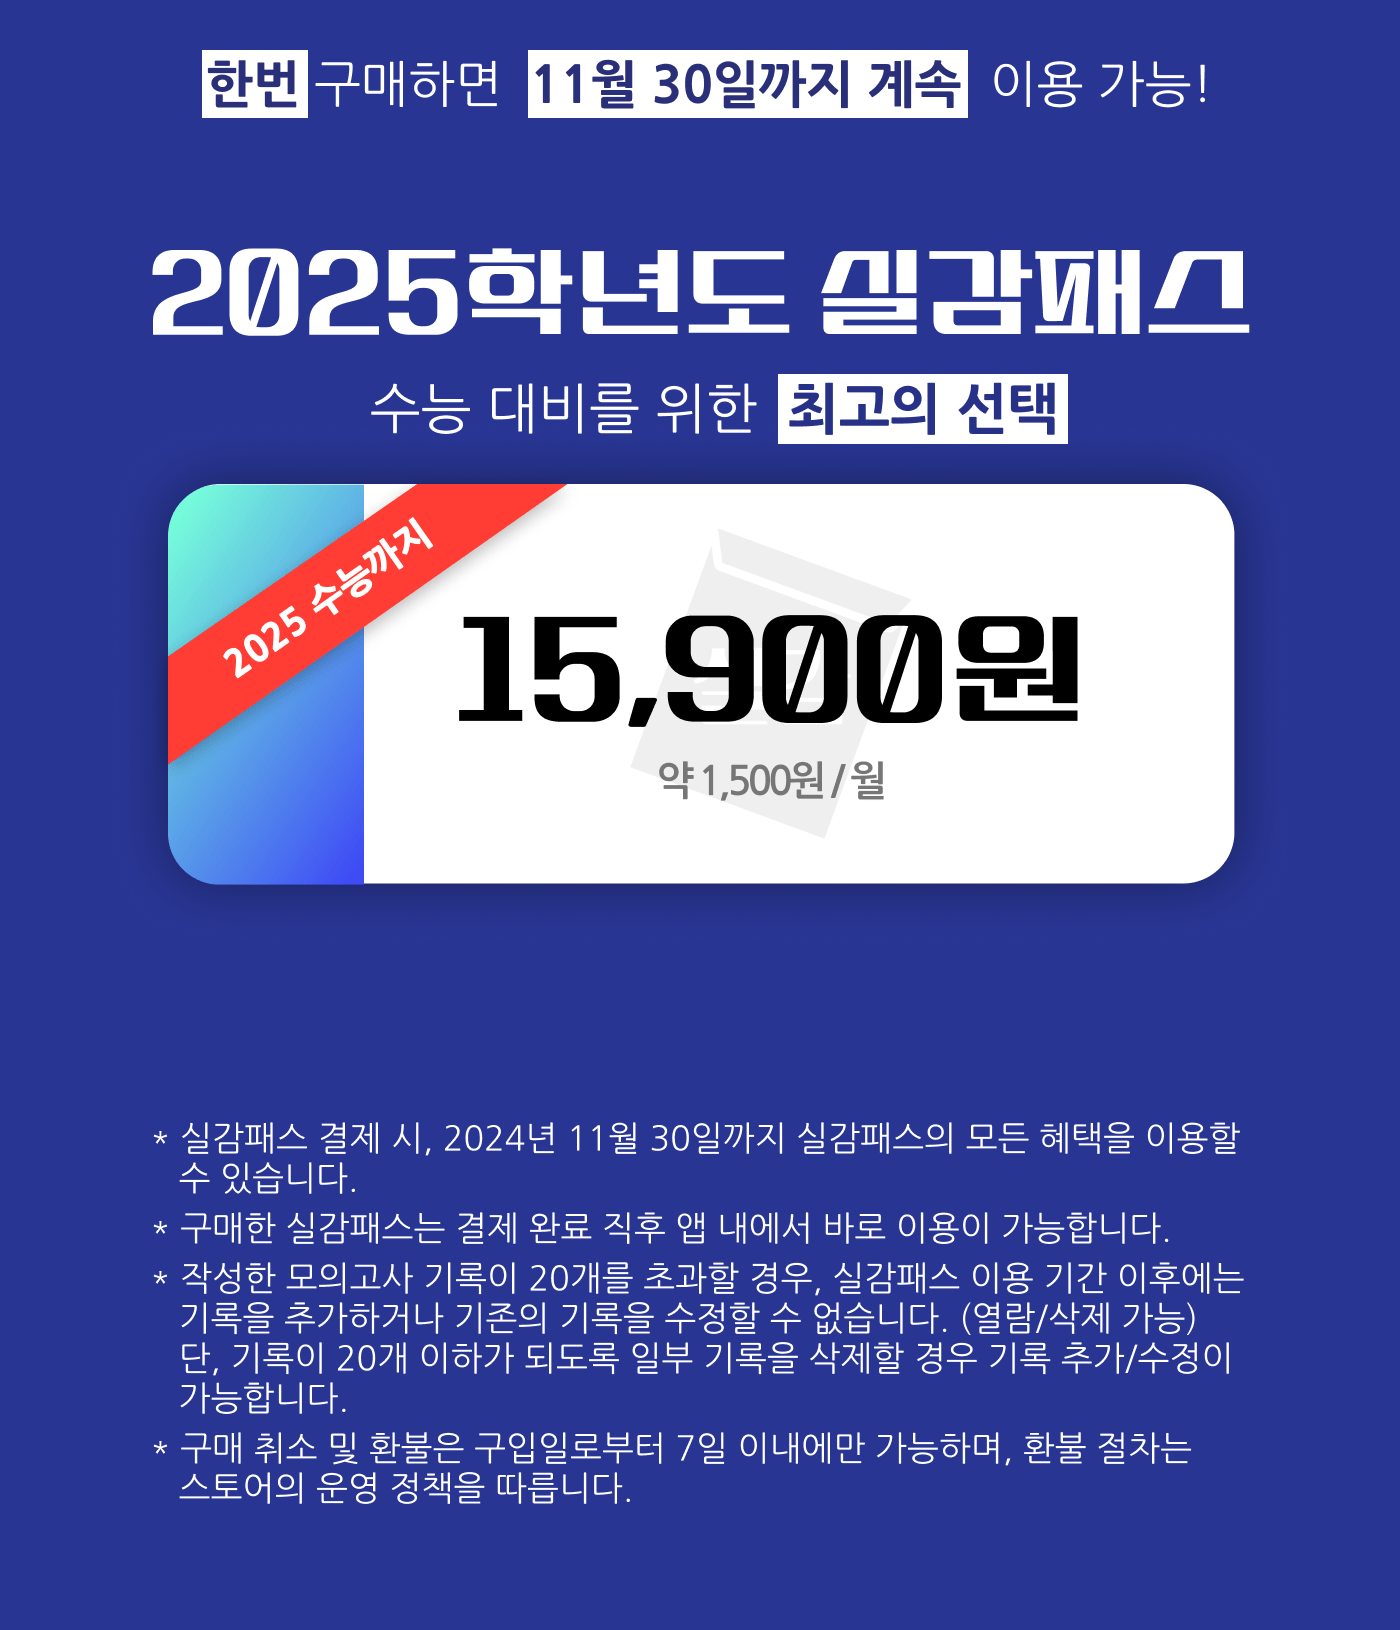 한번 구매하면 11월 30일까지 계속 이용 가능!
2025학년도 실감패스
수능 대비를 위한 최고의 선택
2025 수능까지
15,900원
약 1,500원 / 월
* 실감패스 결제 시, 2024년 11월 30일까지 실감패스의 모든 혜택을 이용할
수 있습니다.
* 구매한 실감패스는 결제 완료 직후 앱 내에서 바로 이용이 가능합니다.
* 작성한 모의고사 기록이 20개를 초과할 경우, 실감패스 이용 기간 이후에는
기록을 추가하거나 기존의 기록을 수정할 수 없습니다. (열람/삭제 가능)
단, 기록이 20개 이하가 되도록 일부 기록을 삭제할 경우 기록 추가/수정이
가능합니다.
* 구매 취소 및 환불은 구입일로부터 7일 이내에만 가능하며, 환불 절차는
스토어의 운영 정책을 따릅니다.